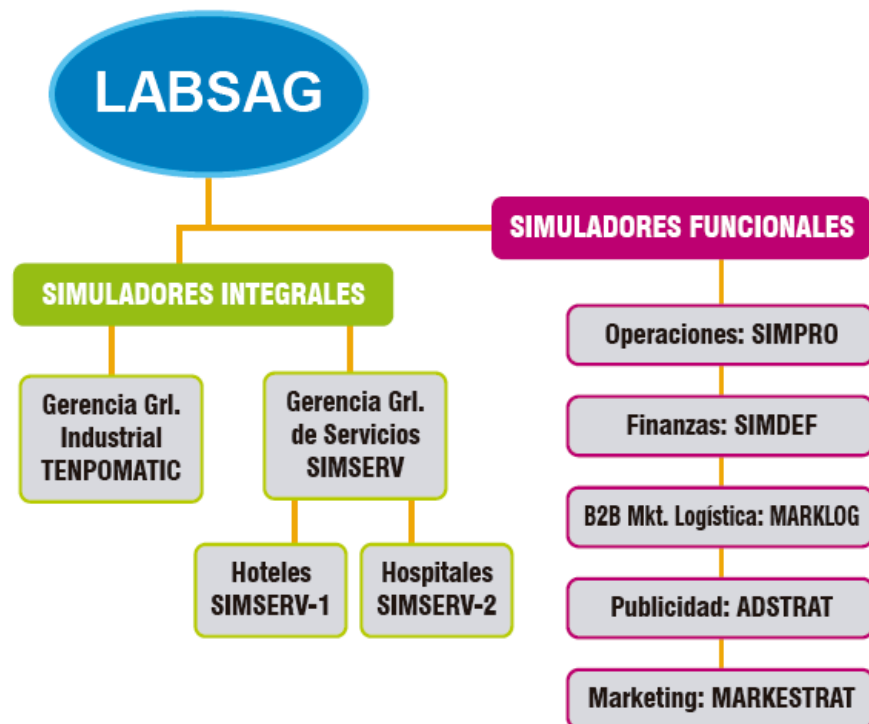 LABSAG
SIMULADORES FUNCIONALES
SIMULADORES INTEGRALES
Gerencia Grl.
Industrial
TENPOMATIC
Gerencia Grl.
de Servicios
SIMSERV
Hoteles
SIMSERV-1
Hospitales
SIMSERV-2
Operaciones: SIMPRO
Finanzas: SIMDEF
B2B Mkt. Logística: MARKLOG
Publicidad: ADSTRAT
Marketing: MARKESTRAT